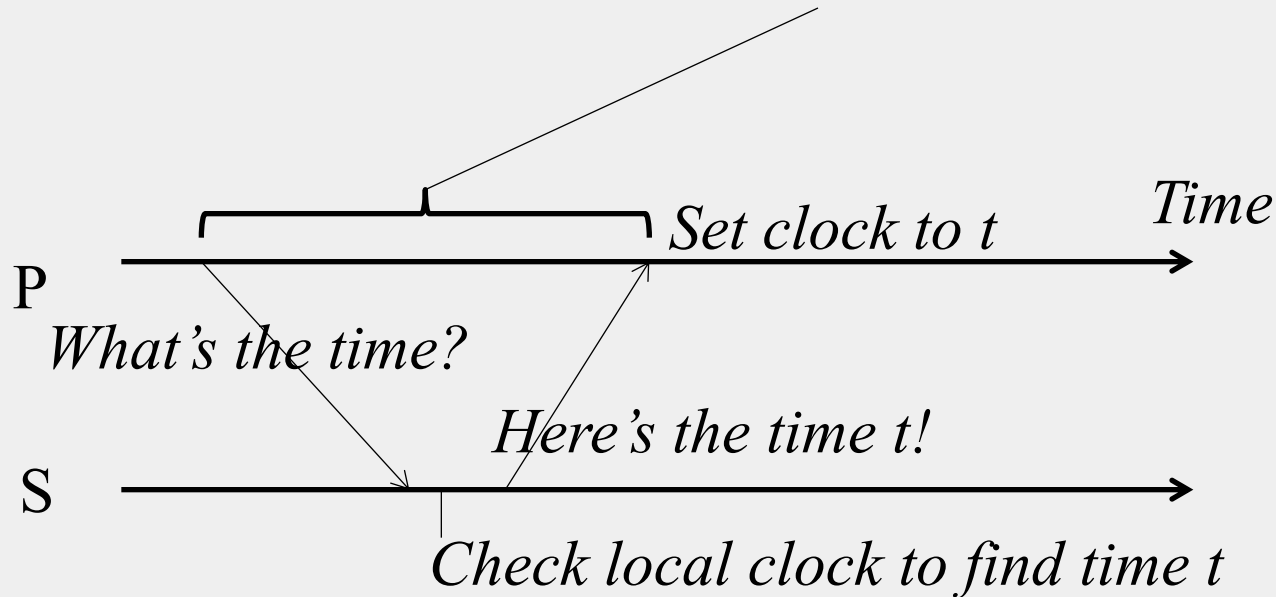 Time
Set clock to t
P
What’s the time?
Here’s the time t!
S
Check local clock to find time t